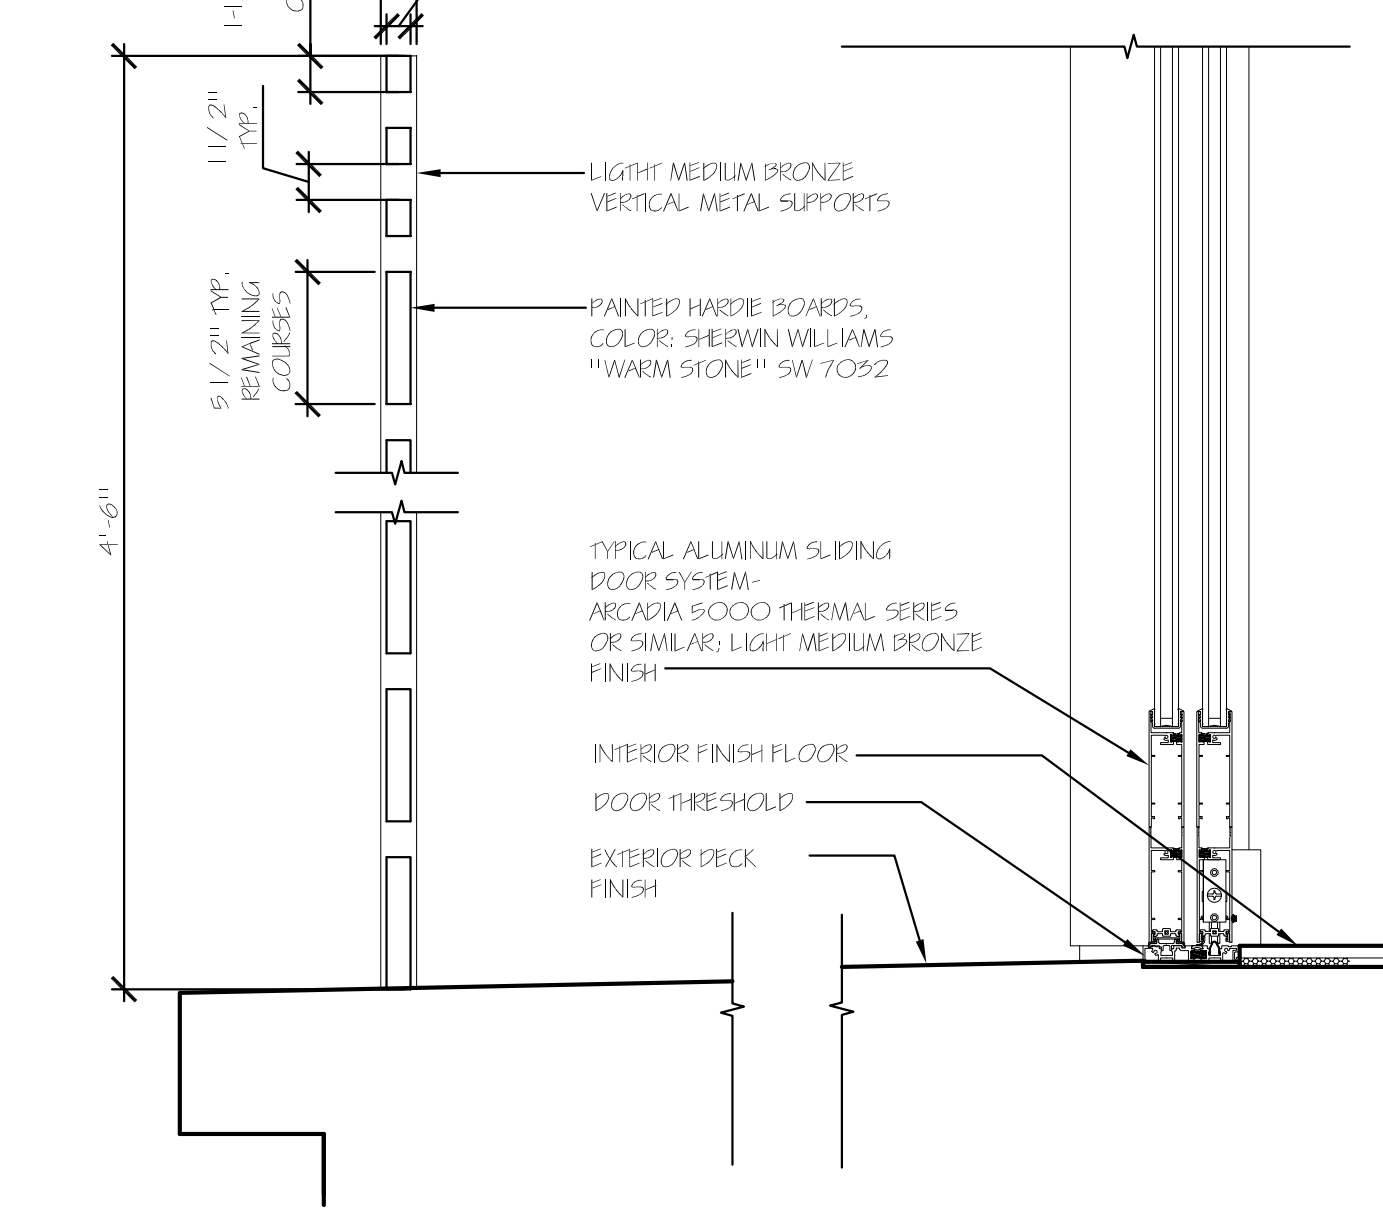 1 1/2" TYP.
LIGTHT MEDIUM BRONZE
VERTICAL METAL SUPPORTS
5 1/2" TYP.
REMAINING
COURSES
PAINTED HARDIE BOARDS,
COLOR: SHERWIN WILLIAMS
"WARM STONE" SW 7032
4'-6"
TYPICAL ALUMINUM SLIDING
DOOR SYSTEM-
ARCADIA 5000 THERMAL SERIES
OR SIMILAR; LIGHT MEDIUM BRONZE
FINISH
INTERIOR FINISH FLOOR
DOOR THRESHOLD
EXTERIOR DECK
FINISH